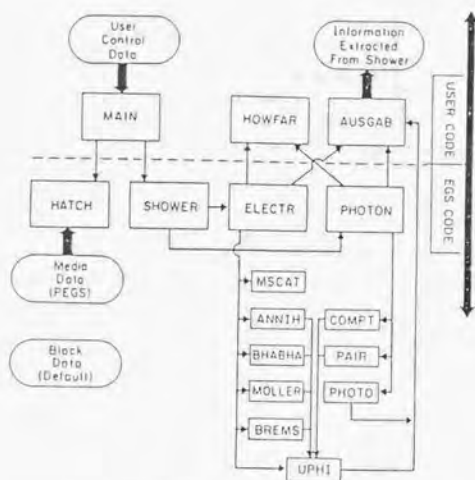 User
Control
Data
Information
Extracted
From Shower
MAIN
HOWFAR
AUSGAB
USER CODE
EGS CODE
HATCH
SHOWER
ELECTR
PHOTON
Media
Data
(PEGS)
MSCAT
ANNIH
COMPT
Block
Data
(Default)
BHABHA
PAIR
MOLLER
PHOTO
BREMS
UPHI